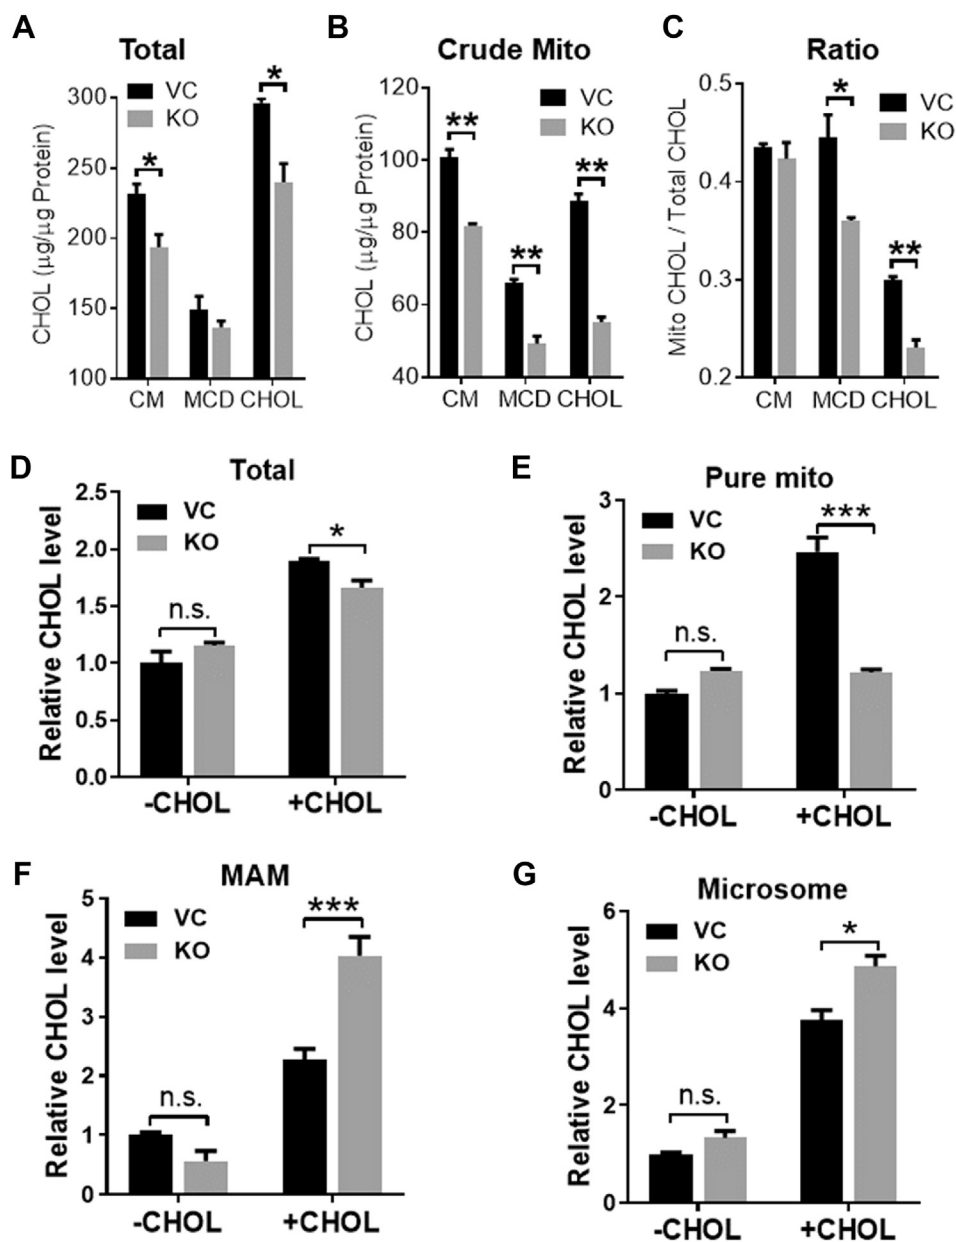 A
Total
VC
KO
CHOL (μg/μg Protein)
300
250
200
150
100
*
*
CM
MCD
CHOL
B
Crude Mito
VC
KO
CHOL (μg/μg Protein)
120
100
80
60
40
**
**
**
CM
MCD
CHOL
C
Ratio
VC
KO
Mito CHOL / Total CHOL
0.5
0.4
0.3
0.2
*
**
CM
MCD
CHOL
D
Total
VC
KO
Relative CHOL level
2.5
2.0
1.5
1.0
0.5
0.0
n.s.
*
-CHOL
+CHOL
E
Pure mito
VC
KO
Relative CHOL level
3
2
1
0
n.s.
***
-CHOL
+CHOL
F
MAM
VC
KO
Relative CHOL level
5
4
3
2
1
0
n.s.
***
-CHOL
+CHOL
G
Microsome
VC
KO
Relative CHOL level
6
4
2
0
n.s.
*
-CHOL
+CHOL